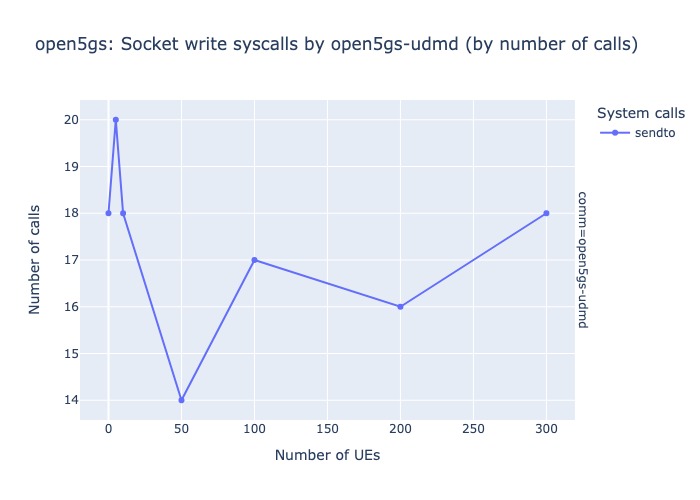 open5gs: Socket write syscalls by open5gs-udmd (by number of calls)
System calls
sendto
20
19
18
17
16
15
14
Number of calls
comm=open5gs-udmd
0 50 100 150 200 250 300
Number of UEs